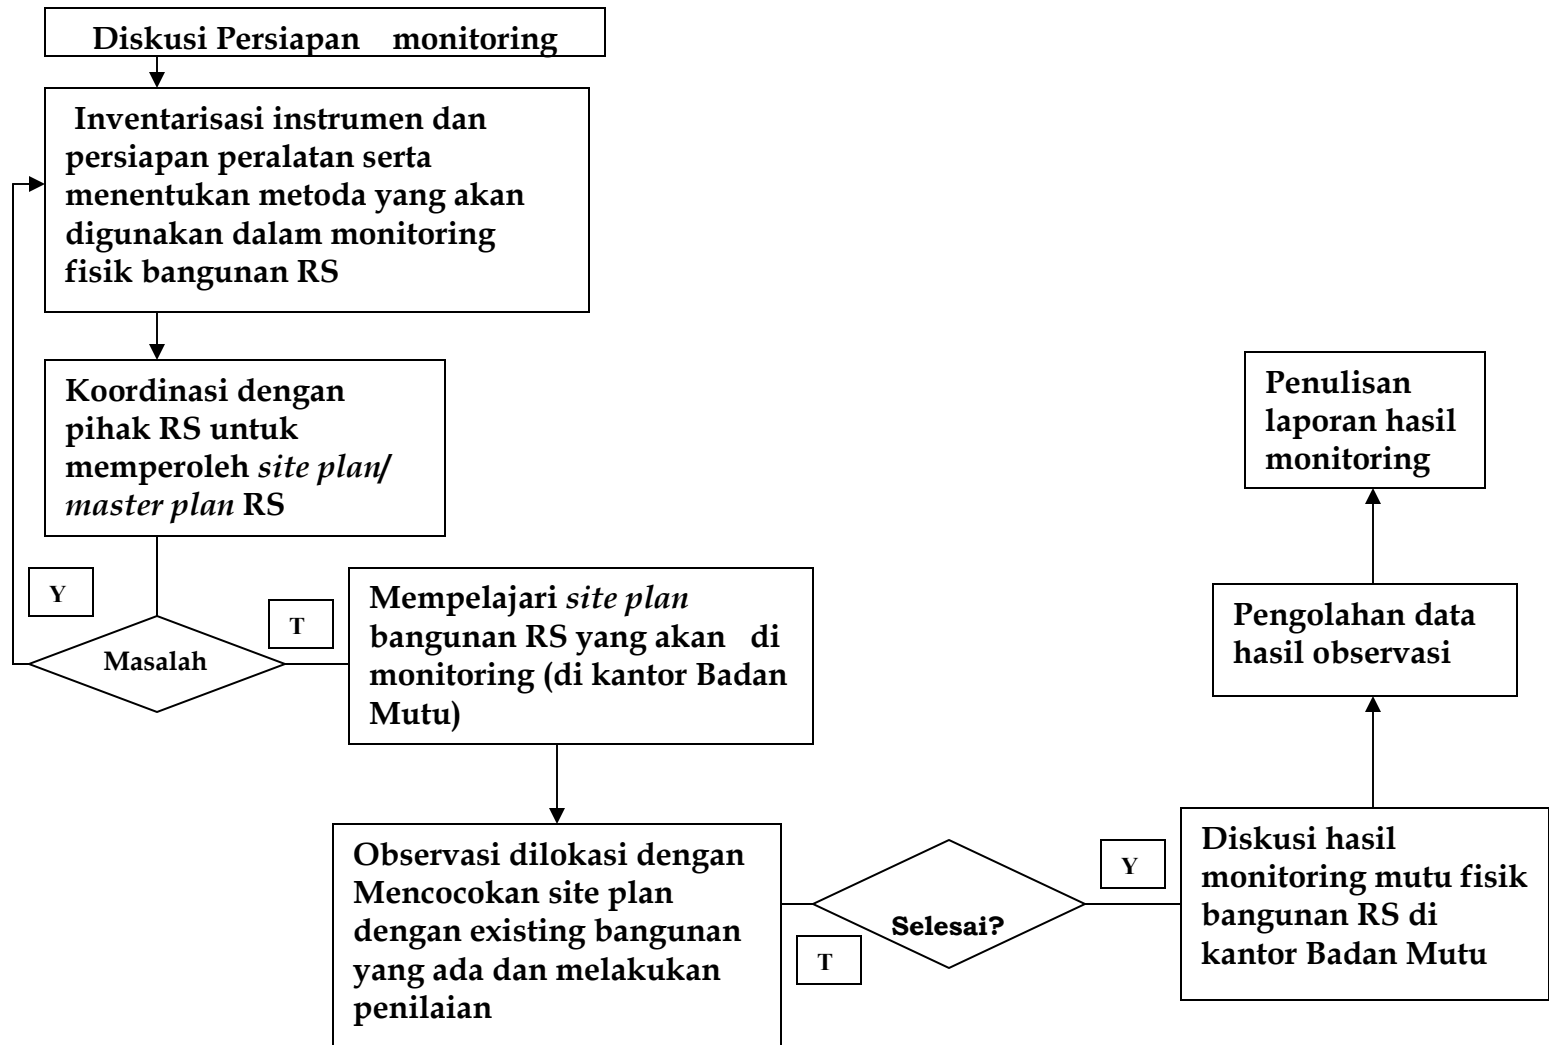 Diskusi Persiapan monitoring
Inventarisasi instrumen dan
persiapan peralatan serta
menentukan metoda yang akan
digunakan dalam monitoring
fisik bangunan RS
Koordinasi dengan
pihak RS untuk
memperoleh site plan/
master plan RS
Y
Masalah
T
Mempelajari site plan
bangunan RS yang akan di
monitoring (di kantor Badan
Mutu)
Observasi dilokasi dengan
Mencocokan site plan
dengan existing bangunan
yang ada dan melakukan
penilaian
Selesai?
T
Y
Diskusi hasil
monitoring mutu fisik
bangunan RS di
kantor Badan Mutu
Pengolahan data
hasil observasi
Penulisan
laporan hasil
monitoring